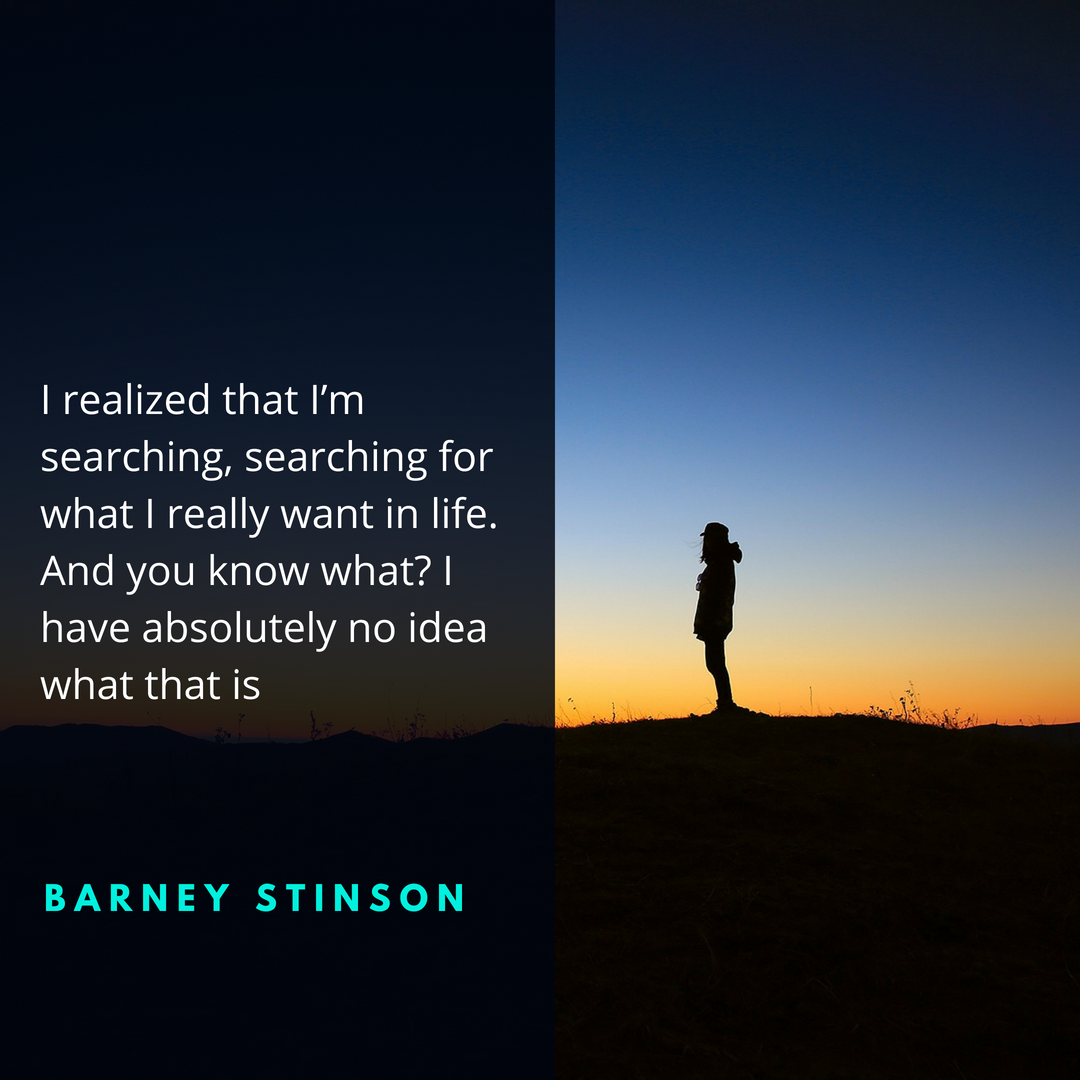 I realized that I’m
searching, searching for
what I really want in life.
And you know what? I
have absolutely no idea
what that is
BARNEY STINSON